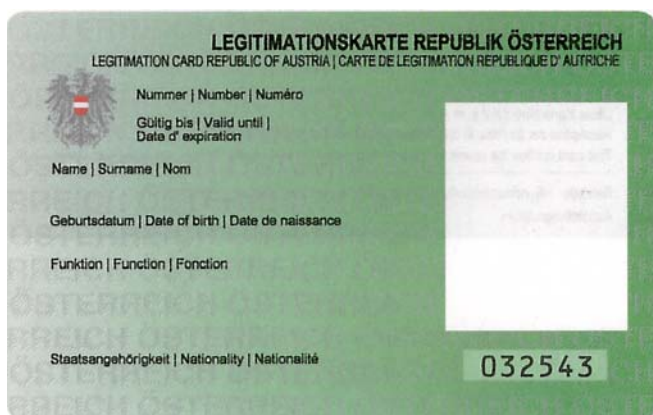 LEGITIMATIONSKARTE REPUBLIK ÖSTERREICH
LEGITIMATION CARD REPUBLIC OF AUSTRIA | CARTE DE LEGITIMATION REPUBLIQUE D' AUTRICHE
Nummer | Number | Numéro
Gültig bis | Valid until |
Date d' expiration
Name | Surname | Nom
Geburtsdatum | Date of birth | Date de naissance
Funktion | Function | Fonction
Staatsangehörigkeit | Nationality | Nationalité
032543